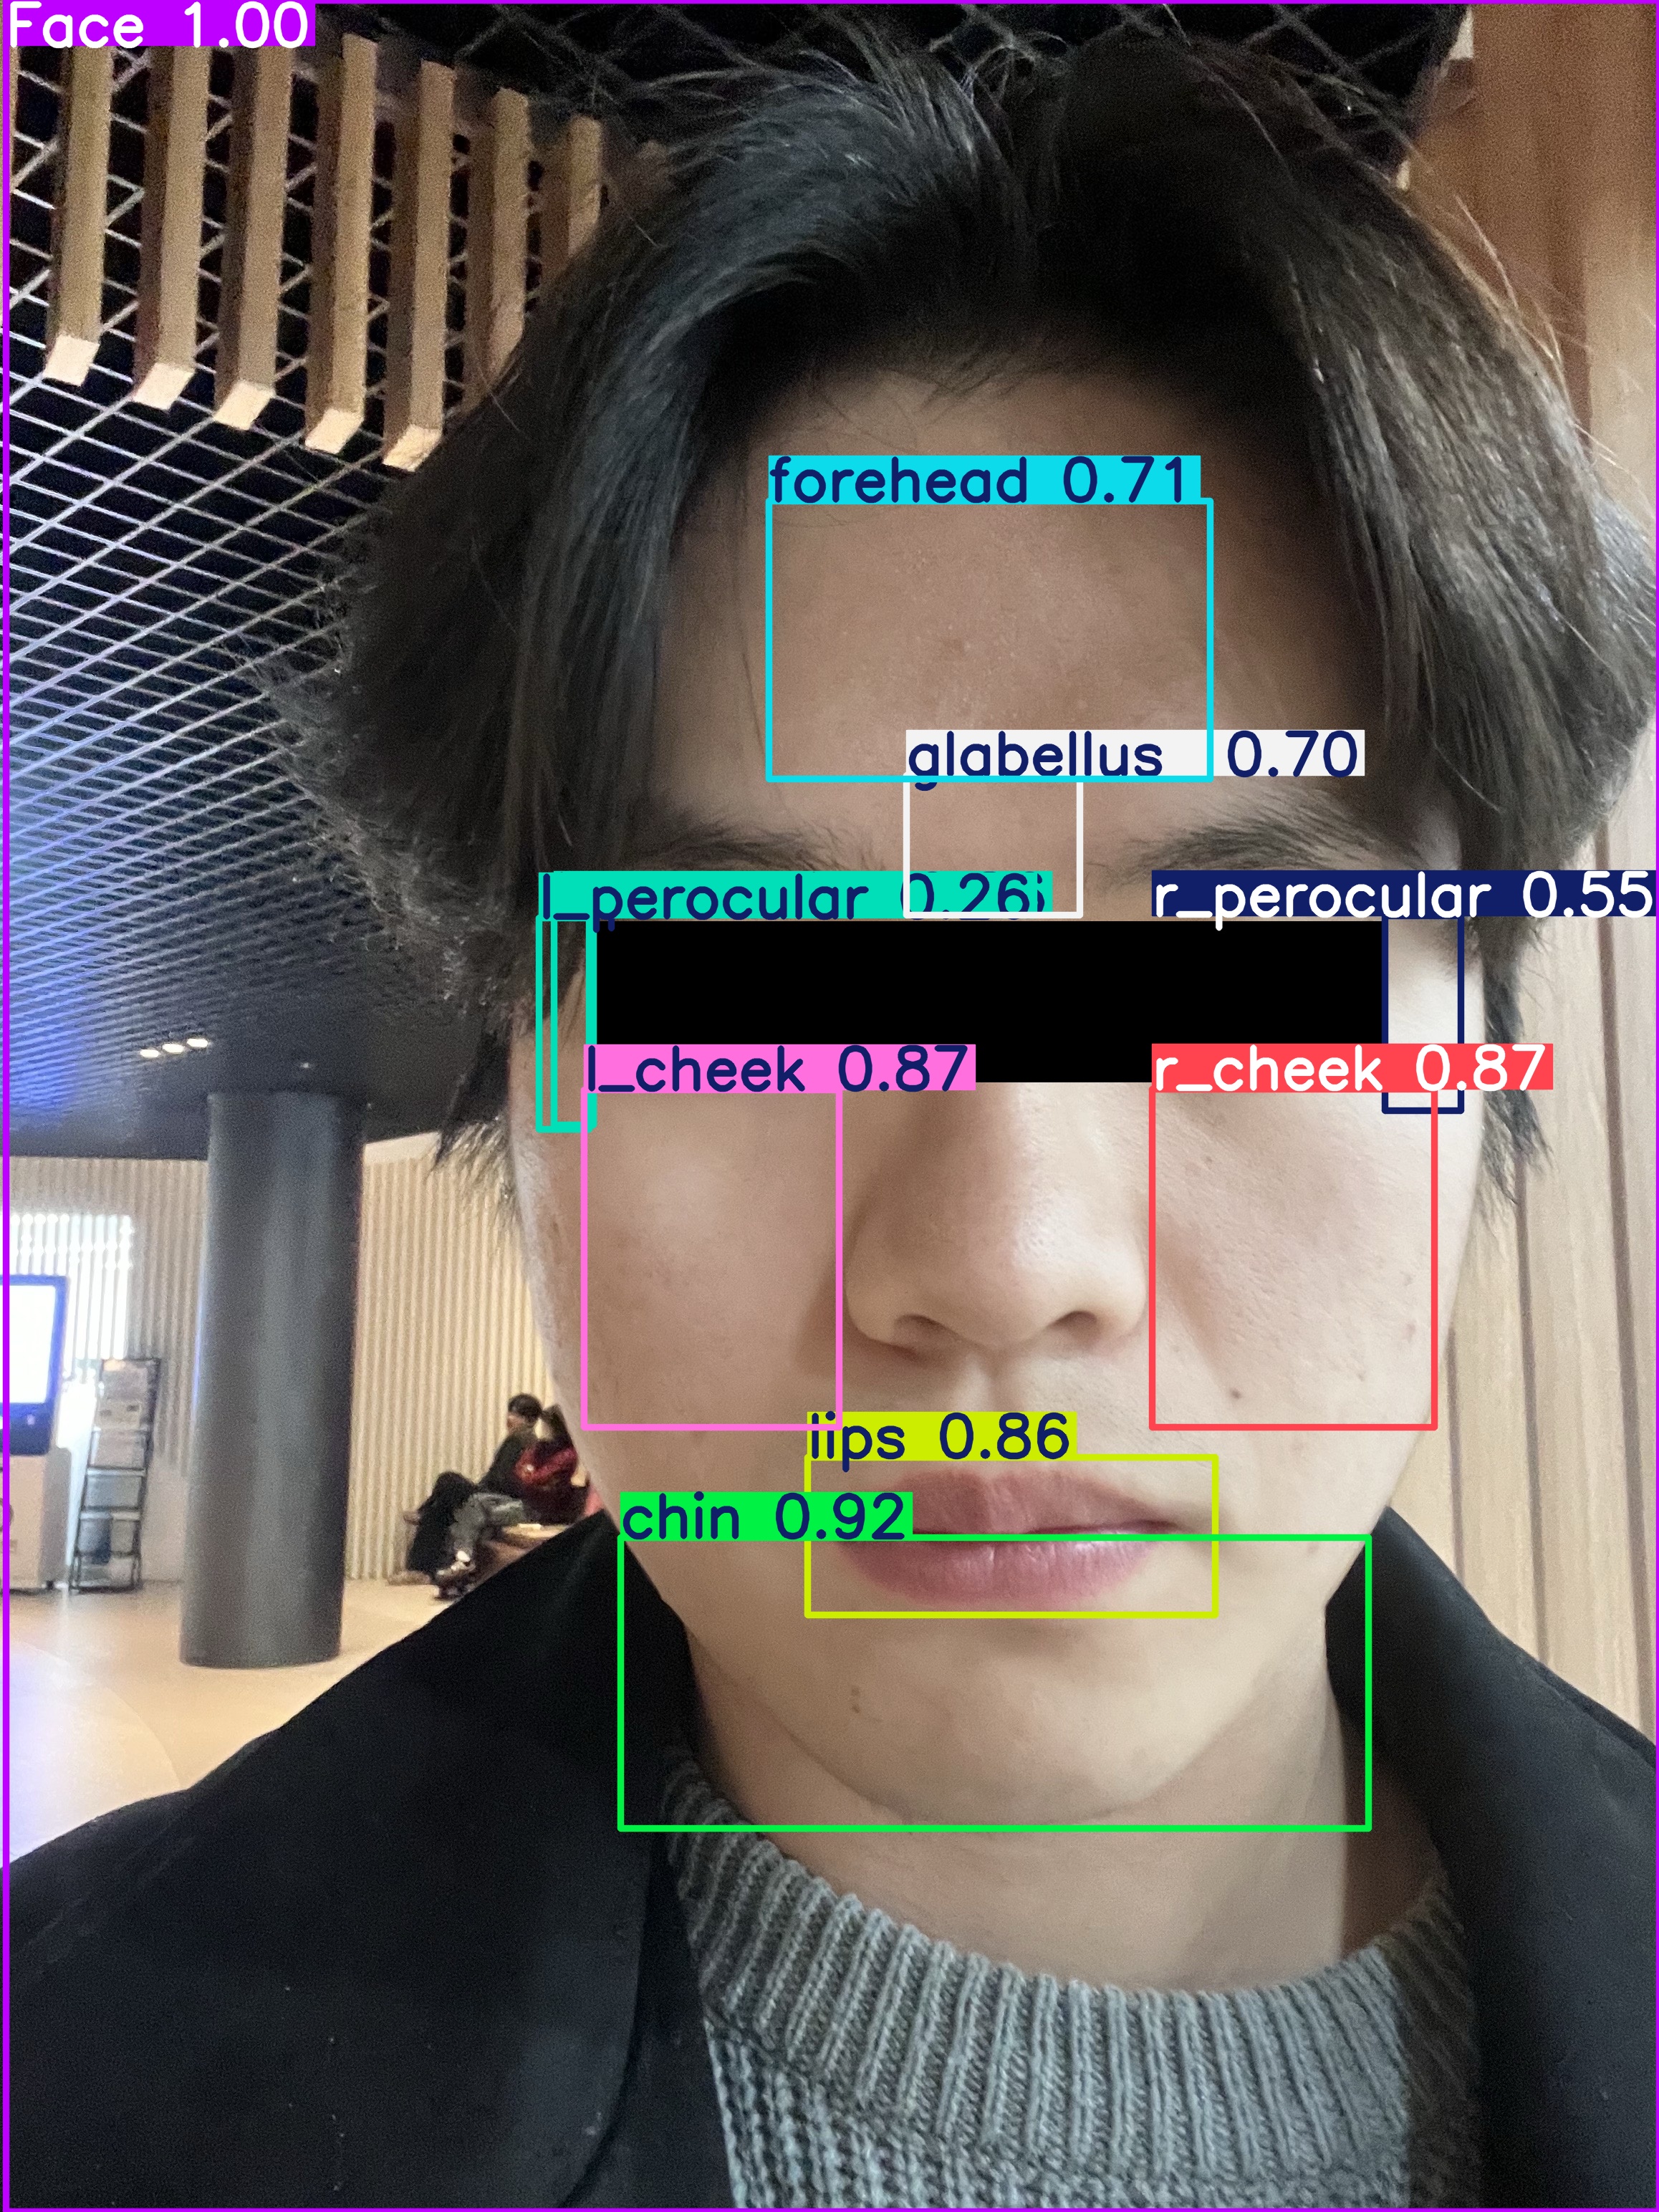 Face 1.00
forehead 0.71
glabellus 0.70
l_perocular 0.26
r_perocular 0.55
l_cheek 0.87
r_cheek 0.87
lips 0.86
chin 0.92